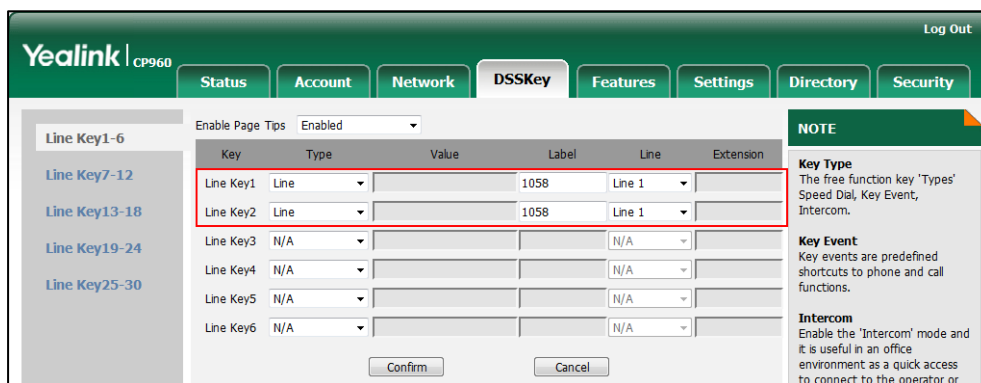 Log Out
Yealink CP960
Status Account Network DSSKey Features Settings Directory Security
Line Key1-6
Line Key7-12
Line Key13-18
Line Key19-24
Line Key25-30
Enable Page Tips Enabled
Key Type Value Label Line Extension
Line Key1 Line 1058 Line 1
Line Key2 Line 1058 Line 1
Line Key3 N/A N/A
Line Key4 N/A N/A
Line Key5 N/A N/A
Line Key6 N/A N/A
Confirm Cancel
NOTE
Key Type
The free function key 'Types'
Speed Dial, Key Event,
Intercom.
Key Event
Key events are predefined
shortcuts to phone and call
functions.
Intercom
Enable the 'Intercom' mode and
it is useful in an office
environment as a quick access
to connect to the operator or